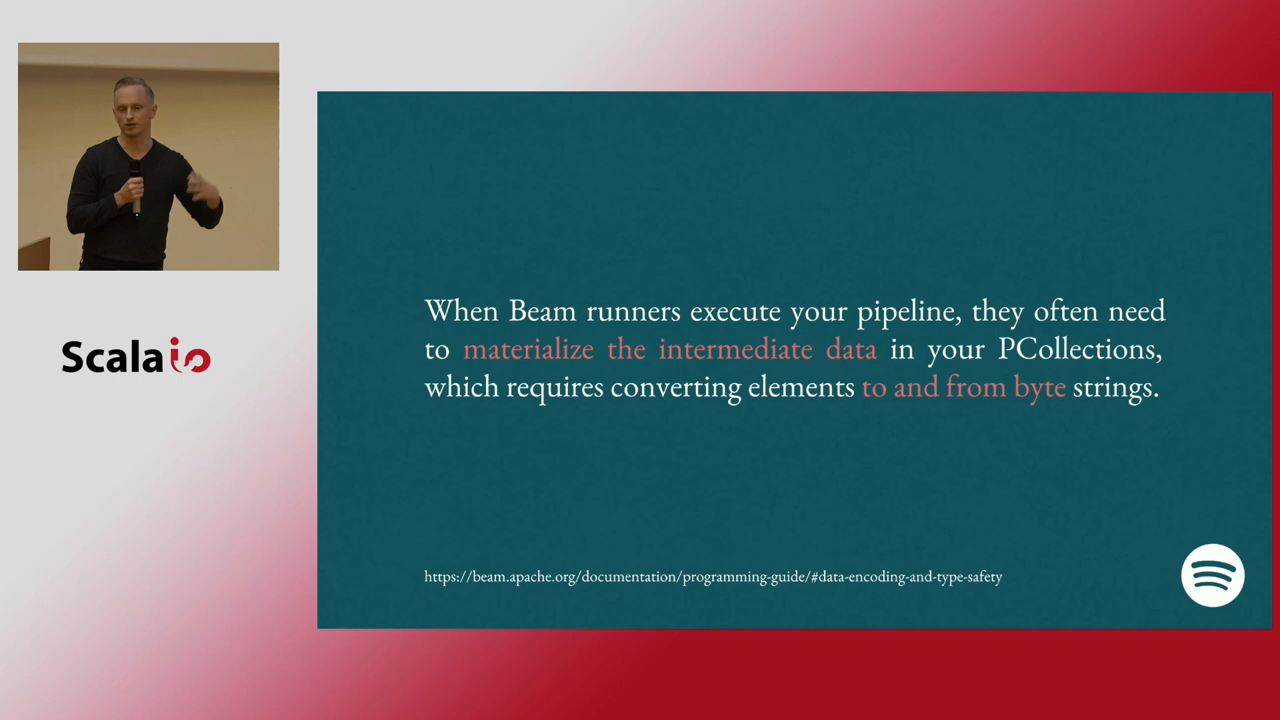 Scala io
When Beam runners execute your pipeline, they often need
to materialize the intermediate data in your PCollections,
which requires converting elements to and from byte strings.
https://beam.apache.org/documentation/programming-guide/#data-encoding-and-type-safety